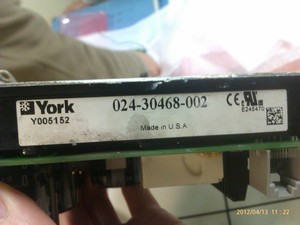 York
024-30468-002
CE
Y005152
E245470
Made in U.S.A.
2012/04/13 11:22